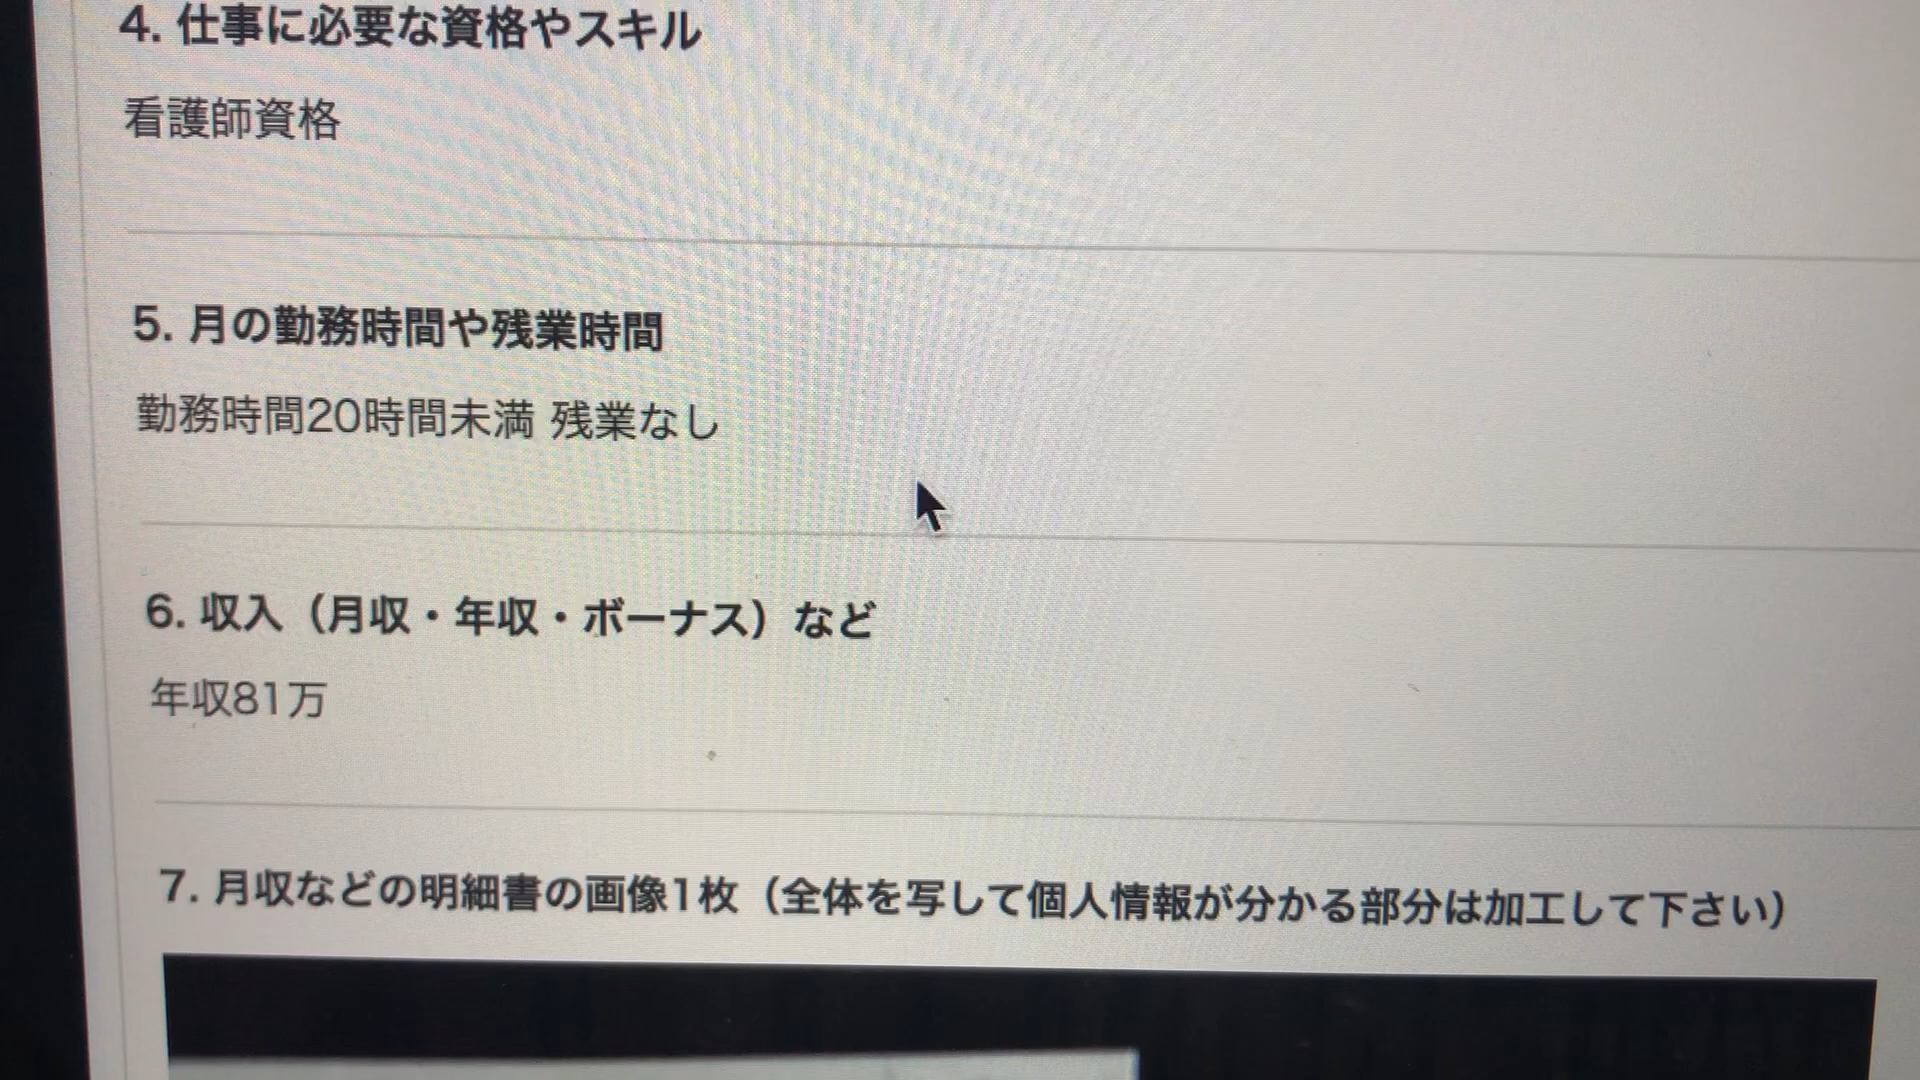 4. 仕事に必要な資格やスキル
看護師資格
5. 月の勤務時間や残業時間
勤務時間20時間未満 残業なし
6. 収入（月収・年収・ボーナス）など
年収81万
7. 月収などの明細書の画像1枚（全体を写して個人情報が分かる部分は加工して下さい）